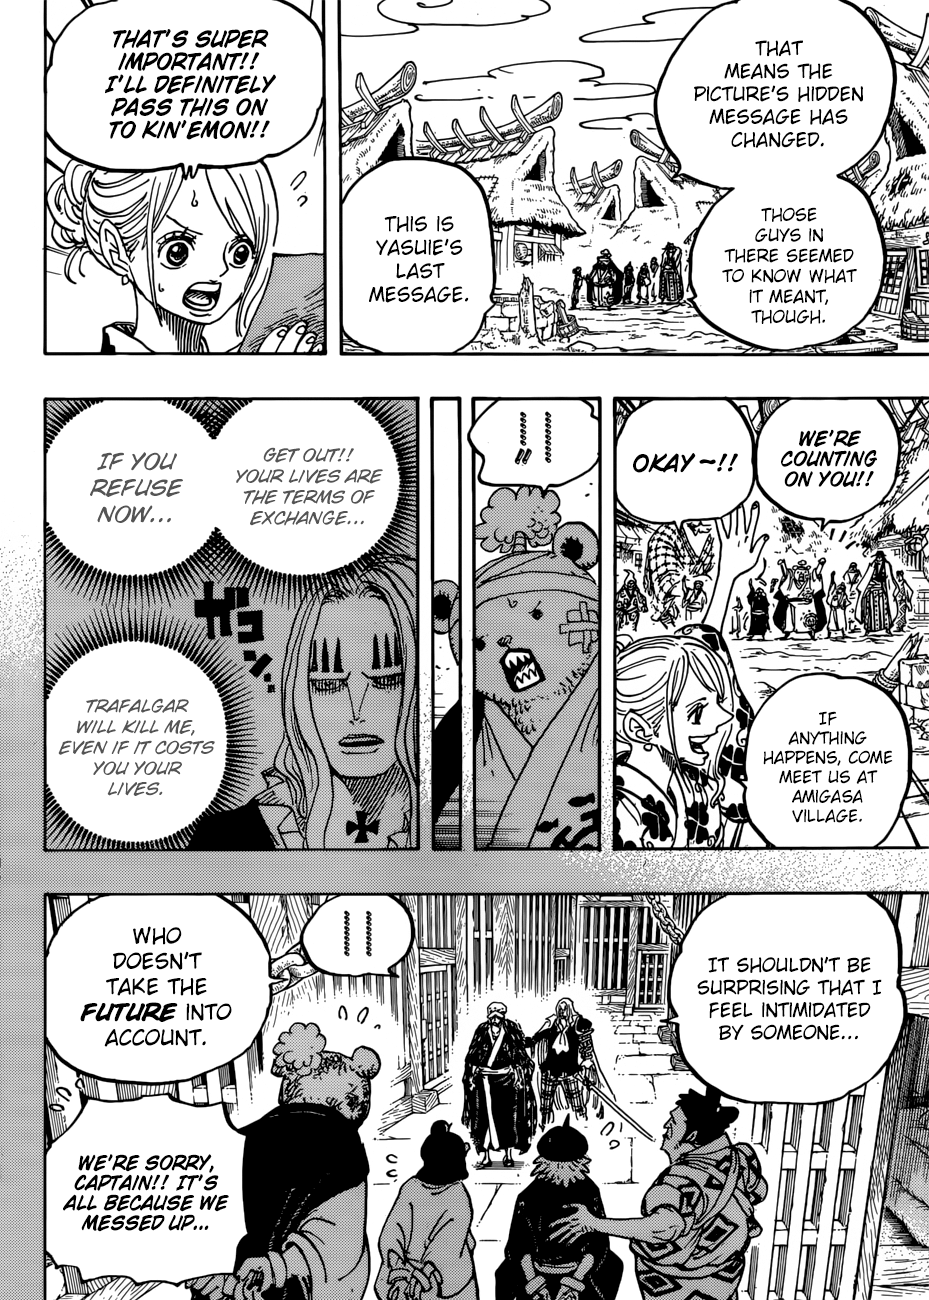 THAT
MEANS THE
PICTURE'S HIDDEN
MESSAGE HAS
CHANGED.
THOSE
GUYS IN
THERE SEEMED
TO KNOW WHAT
IT MEANT,
THOUGH.
THIS IS
YASUIE'S
LAST
MESSAGE.
THAT'S SUPER
IMPORTANT!!
I'LL DEFINITELY
PASS THIS ON
TO KIN'EMON!!
WE'RE
COUNTING
ON YOU!!
OKAY ~!!
IF
ANYTHING
HAPPENS, COME
MEET US AT
AMIGASA
VILLAGE.
GET OUT!!
YOUR LIVES ARE
THE TERMS OF
EXCHANGE...
IF YOU
REFUSE
NOW...
ガコン...
TRAFALGAR
WILL KILL ME,
EVEN IF IT COSTS
YOU YOUR
LIVES.
IT SHOULDN'T BE
SURPRISING THAT I
FEEL INTIMIDATED
BY SOMEONE...
WHO
DOESN'T
TAKE THE
FUTURE INTO
ACCOUNT.
WE'RE SORRY,
CAPTAIN!! IT'S
ALL BECAUSE WE
MESSED UP...